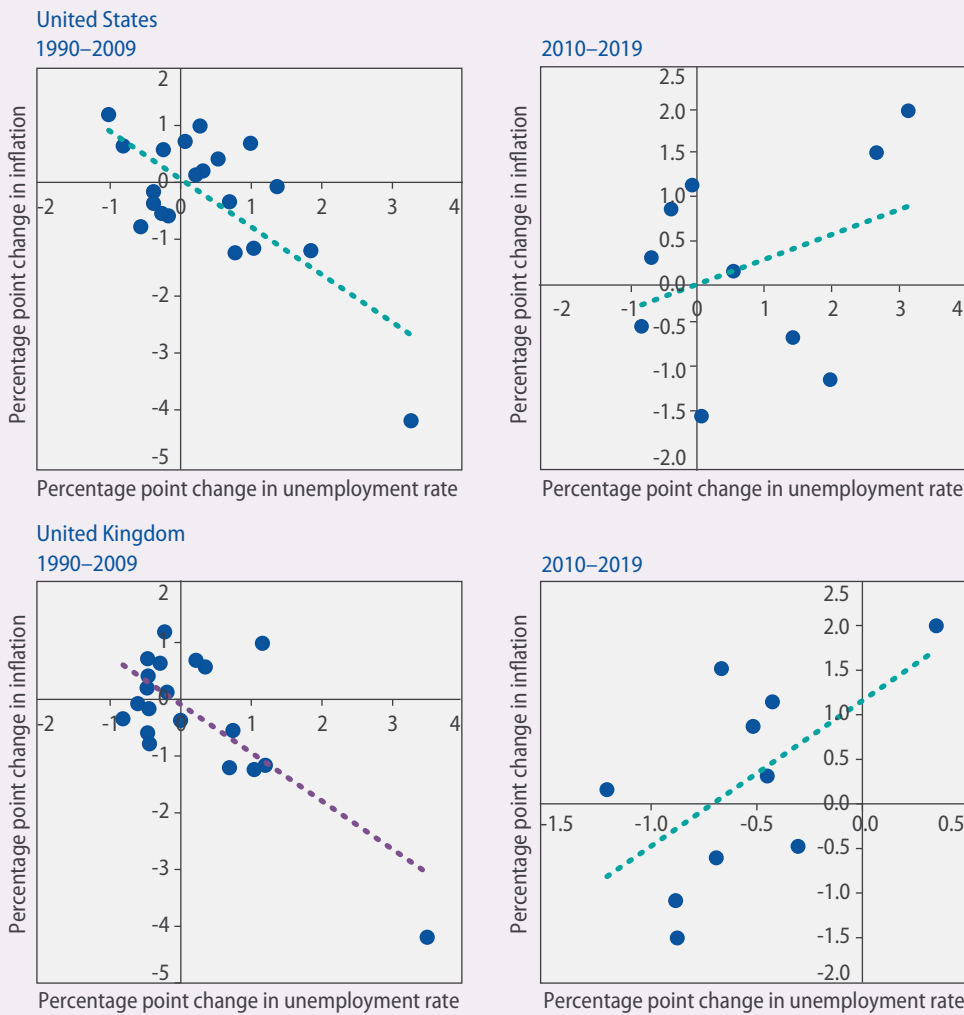 United States
1990–2009
2
1
0
-2 -1 0 1 2 3 4
-1
-2
-3
-4
-5
Percentage point change in inflation
Percentage point change in unemployment rate
2010–2019
2.5
2.0
1.5
1.0
0.5
0.0
-2 -1 0 1 2 3 4
-0.5
-1.0
-1.5
-2.0
Percentage point change in inflation
Percentage point change in unemployment rate
United Kingdom
1990–2009
2
1
0
-2 -1 0 1 2 3 4
-1
-2
-3
-4
-5
Percentage point change in inflation
Percentage point change in unemployment rate
2010–2019
2.5
2.0
1.5
1.0
0.5
0.0
-1.5 -1.0 -0.5 0.0 0.5
-0.5
-1.0
-1.5
-2.0
Percentage point change in inflation
Percentage point change in unemployment rate